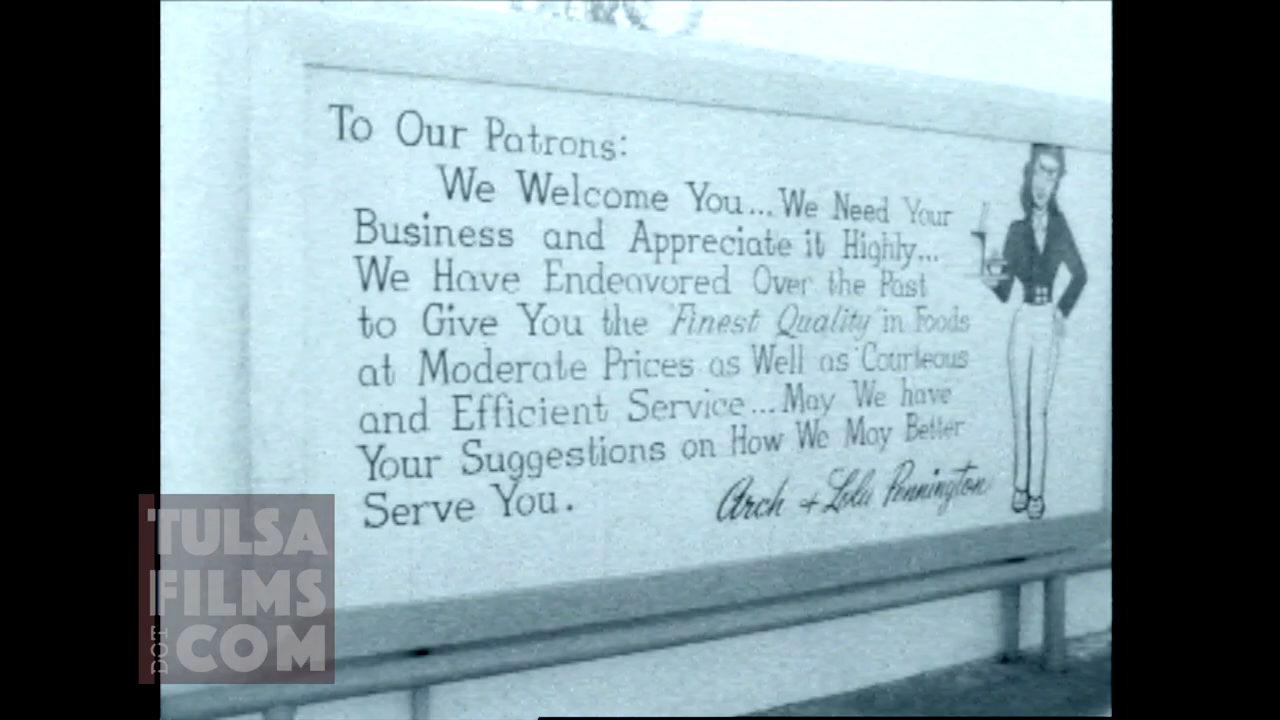 To Our Patrons:
We Welcome You... We Need Your
Business and Appreciate it Highly...
We Have Endeavored Over the Past
to Give You the "Finest Quality" in Foods
at Moderate Prices as Well as Courteous
and Efficient Service... May We have
Your Suggestions on How We May Better
Serve You.
Arch + Lola Pennington
TULSA
FILMS
DOT COM